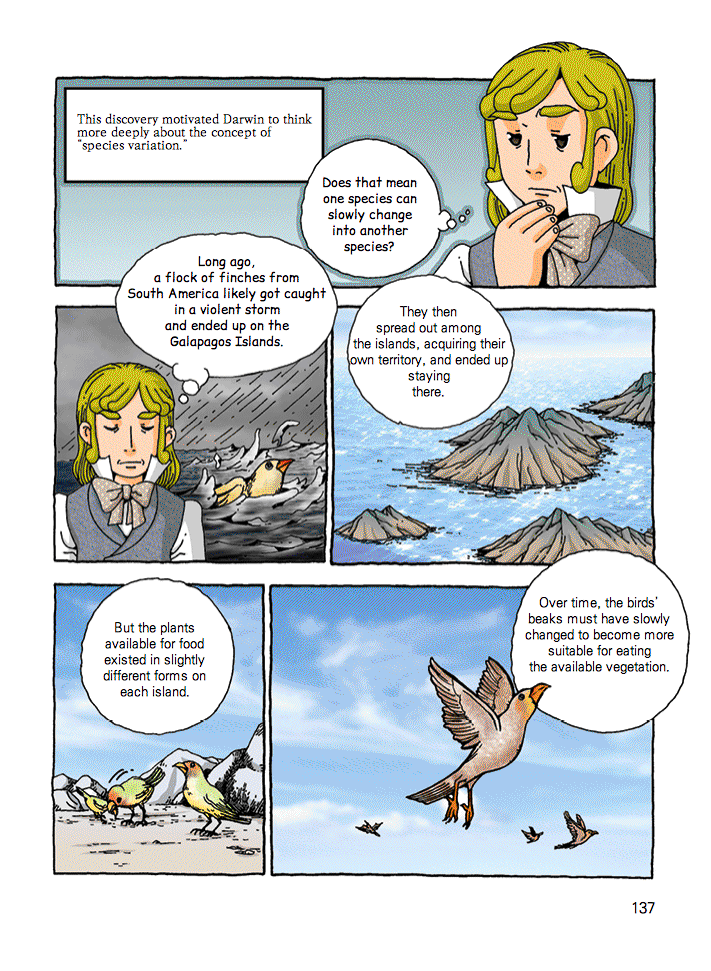 This discovery motivated Darwin to think
more deeply about the concept of
"species variation."
Does that mean
one species can
slowly change
into another
species?
Long ago,
a flock of finches from
South America likely got caught
in a violent storm
and ended up on the
Galapagos Islands.
They then
spread out among
the islands, acquiring their
own territory, and ended up
staying
there.
But the plants
available for food
existed in slightly
different forms on
each island.
Over time, the birds'
beaks must have slowly
changed to become more
suitable for eating
the available vegetation.
137